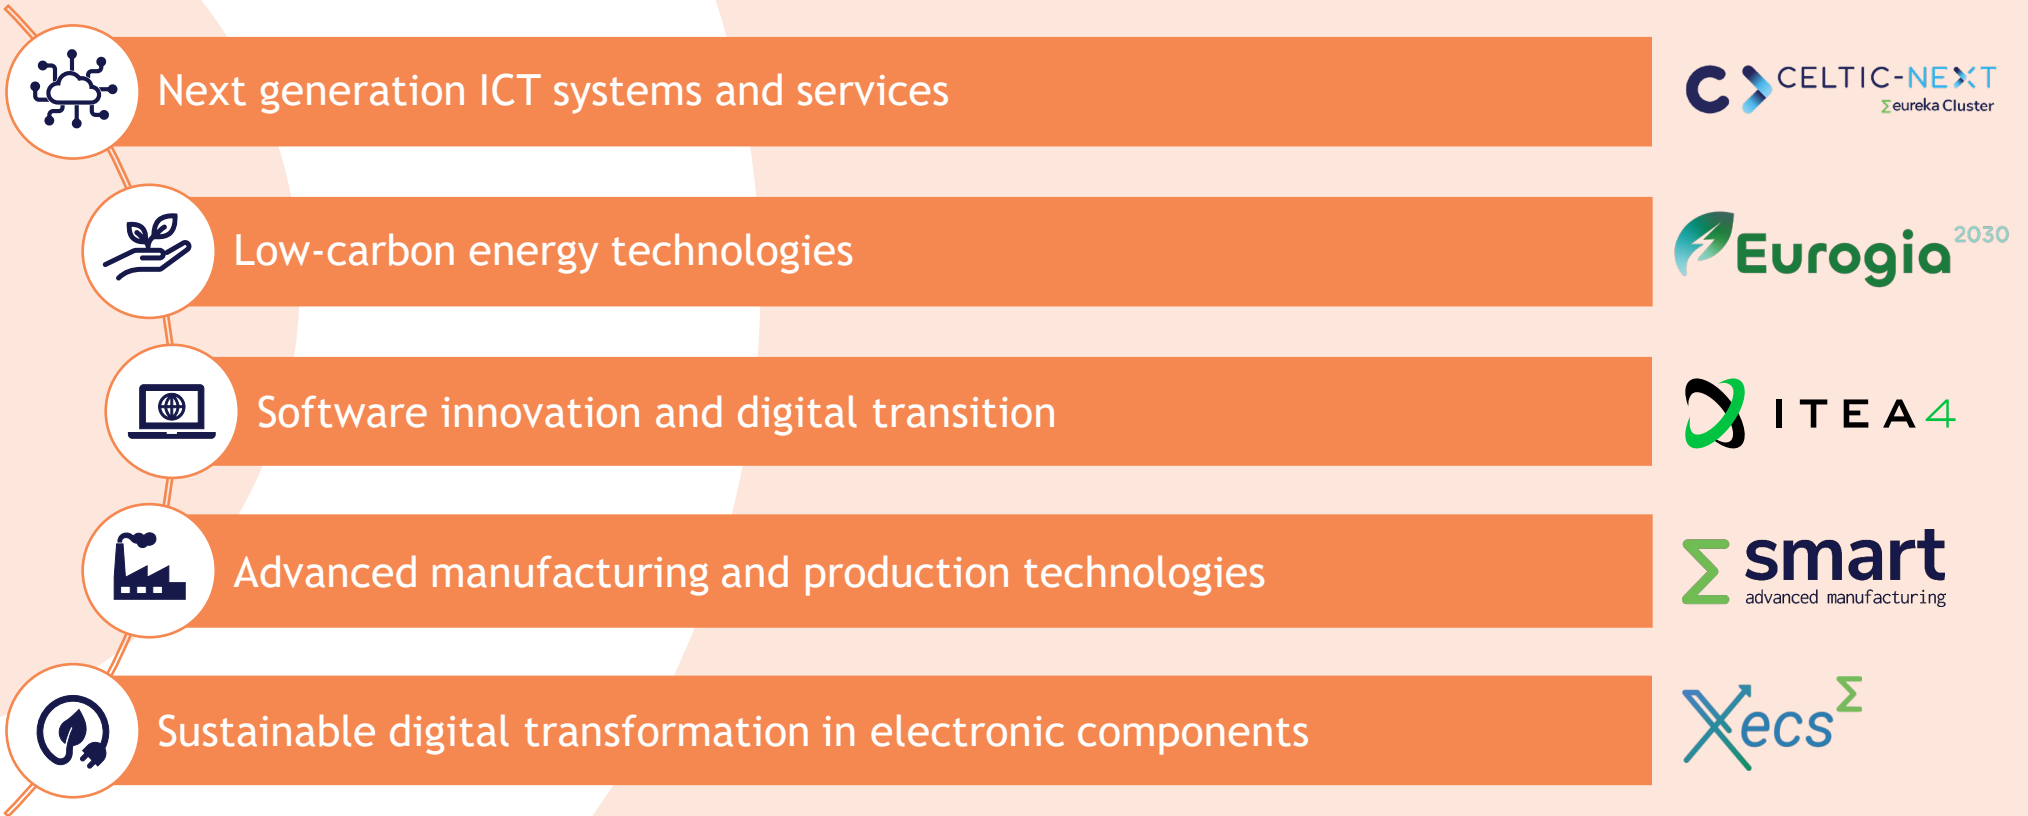 Next generation ICT systems and services
CELTIC-NEXT
eureka Cluster
Low-carbon energy technologies
Eurogia 2030
Software innovation and digital transition
ITEA4
Advanced manufacturing and production technologies
smart
advanced manufacturing
Sustainable digital transformation in electronic components
Xecs